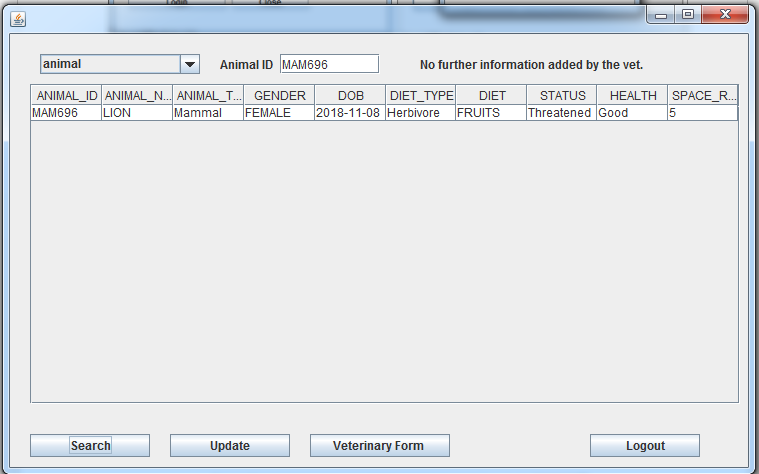 Login Close
animal Animal ID MAM696 No further information added by the vet.
ANIMAL_ID ANIMAL_N... ANIMAL_T... GENDER DOB DIET_TYPE DIET STATUS HEALTH SPACE_R...
MAM696 LION Mammal FEMALE 2018-11-08 Herbivore FRUITS Threatened Good 5
Search Update Veterinary Form Logout